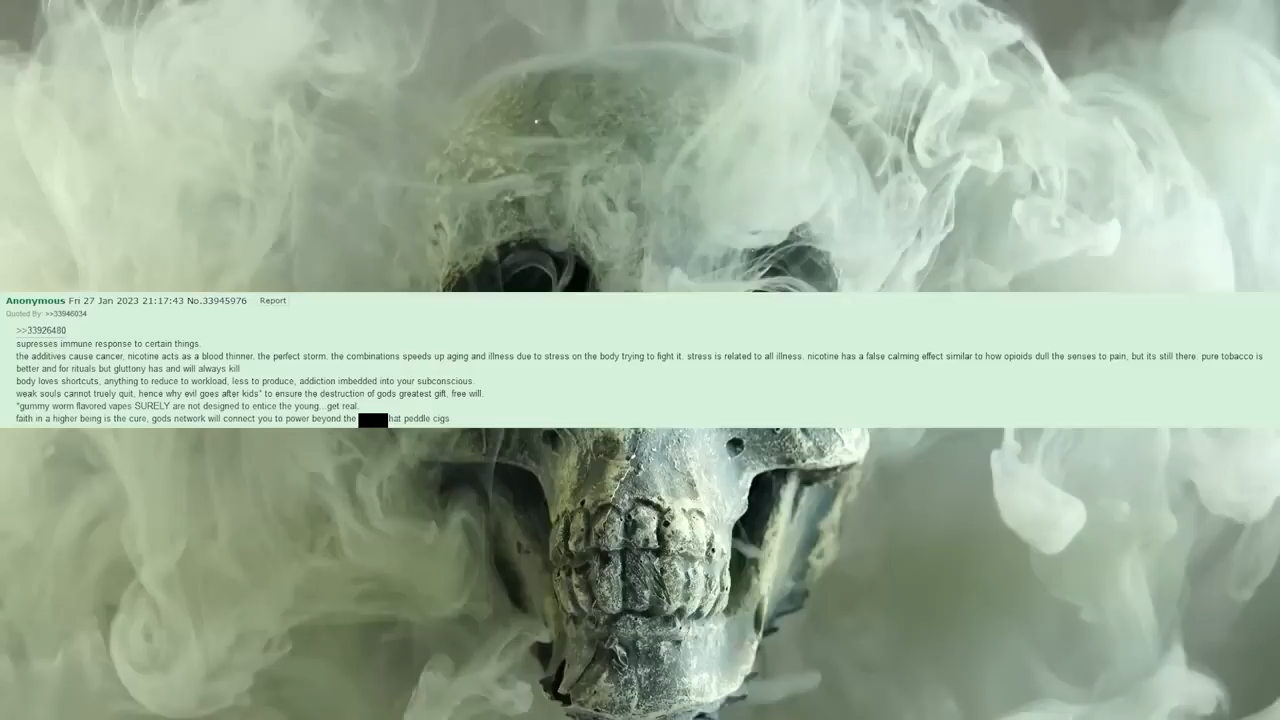 Anonymous Fri 27 Jan 2023 21:17:43 No.33945976 Report
Quoted By: >>33946034
>>33926480
supresses immune response to certain things.
the additives cause cancer, nicotine acts as a blood thinner. the perfect storm. the combinations speeds up aging and illness due to stress on the body trying to fight it. stress is related to all illness. nicotine has a false calming effect similar to how opioids dull the senses to pain, but its still there. pure tobacco is
better and for rituals but gluttony has and will always kill
body loves shortcuts, anything to reduce to workload, less to produce, addiction imbedded into your subconscious.
weak souls cannot truely quit, hence why evil goes after kids* to ensure the destruction of gods greatest gift, free will.
*gummy worm flavored vapes SURELY are not designed to entice the young...get real.
faith in a higher being is the cure, gods network will connect you to power beyond the hat peddle cigs